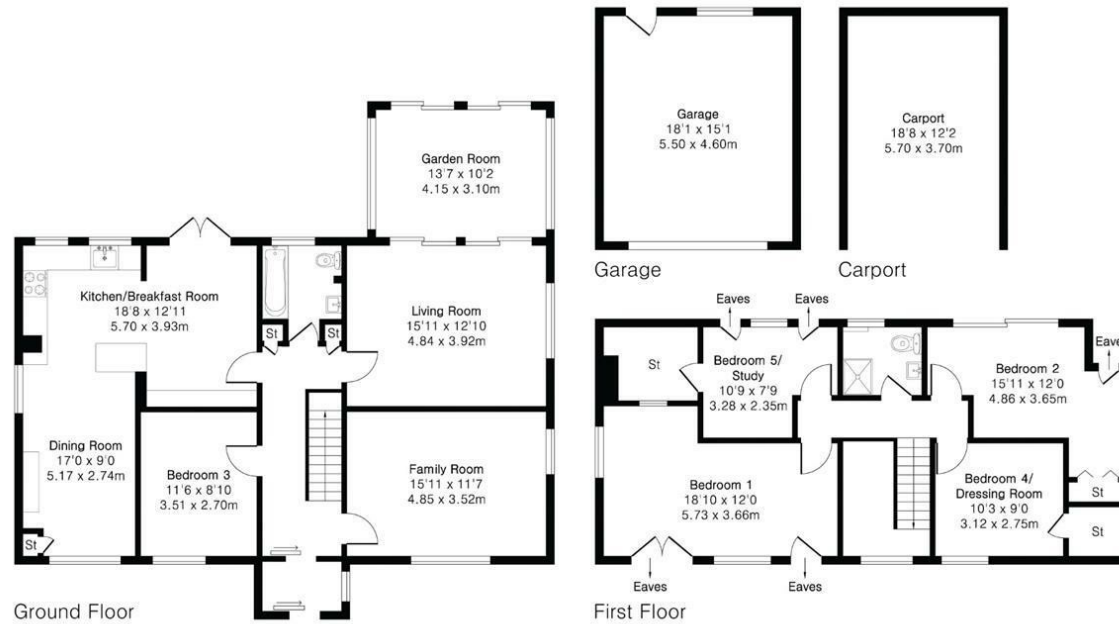 Garden Room
13'7 x 10'2
4.15 x 3.10m
Kitchen/Breakfast Room
18'8 x 12'11
5.70 x 3.93m
St
St
Living Room
15'11 x 12'10
4.84 x 3.92m
Dining Room
17'0 x 9'0
5.17 x 2.74m
Bedroom 3
11'6 x 8'10
3.51 x 2.70m
Family Room
15'11 x 11'7
4.85 x 3.52m
St
Ground Floor
Garage
18'1 x 15'1
5.50 x 4.60m
Garage
Carport
18'8 x 12'2
5.70 x 3.70m
Carport
Eaves
Eaves
St
Bedroom 5/
Study
10'9 x 7'9
3.28 x 2.35m
Bedroom 2
15'11 x 12'0
4.86 x 3.65m
Eave
Bedroom 1
18'10 x 12'0
5.73 x 3.66m
Bedroom 4/
Dressing Room
10'3 x 9'0
3.12 x 2.75m
St
St
Eaves
Eaves
First Floor